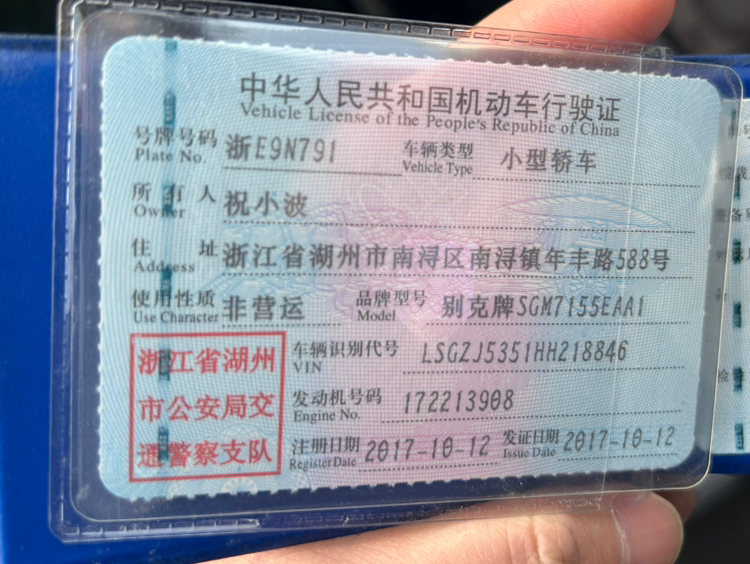 中华人民共和国机动车行驶证
Vehicle License of the People's Republic of China
号牌号码 浙E9N791 车辆类型 小型轿车
Plate No. Vehicle Type
所有人 祝小波
Owner
住址 浙江省湖州市南浔区南浔镇年丰路588号
Address
使用性质 非营运 品牌型号 别克牌SGM7155EAA1
Use Character Model
浙江省湖州
市公安局交
通警察支队
车辆识别代号 LSGZJ5351HH218846
VIN
发动机号码 172213908
Engine No.
注册日期 2017-10-12 发证日期 2017-10-12
Register Date Issue Date